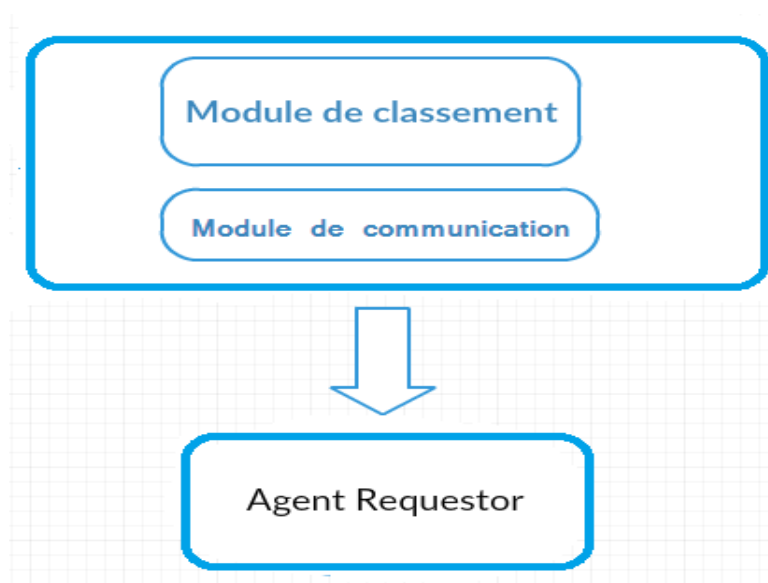 Module de classement
Module de communication
Agent Requestor